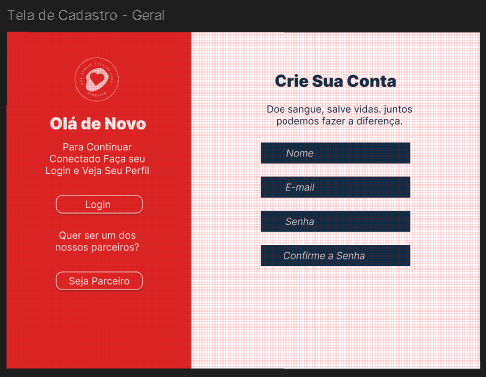 Tela de Cadastro - Geral
Olá de Novo
Para Continuar
Conectado Faça seu
Login e Veja Seu Perfil
Login
Quer ser um dos
nossos parceiros?
Seja Parceiro
Crie Sua Conta
Doe sangue, salve vidas. juntos
podemos fazer a diferença.
Nome
E-mail
Senha
Confirme a Senha